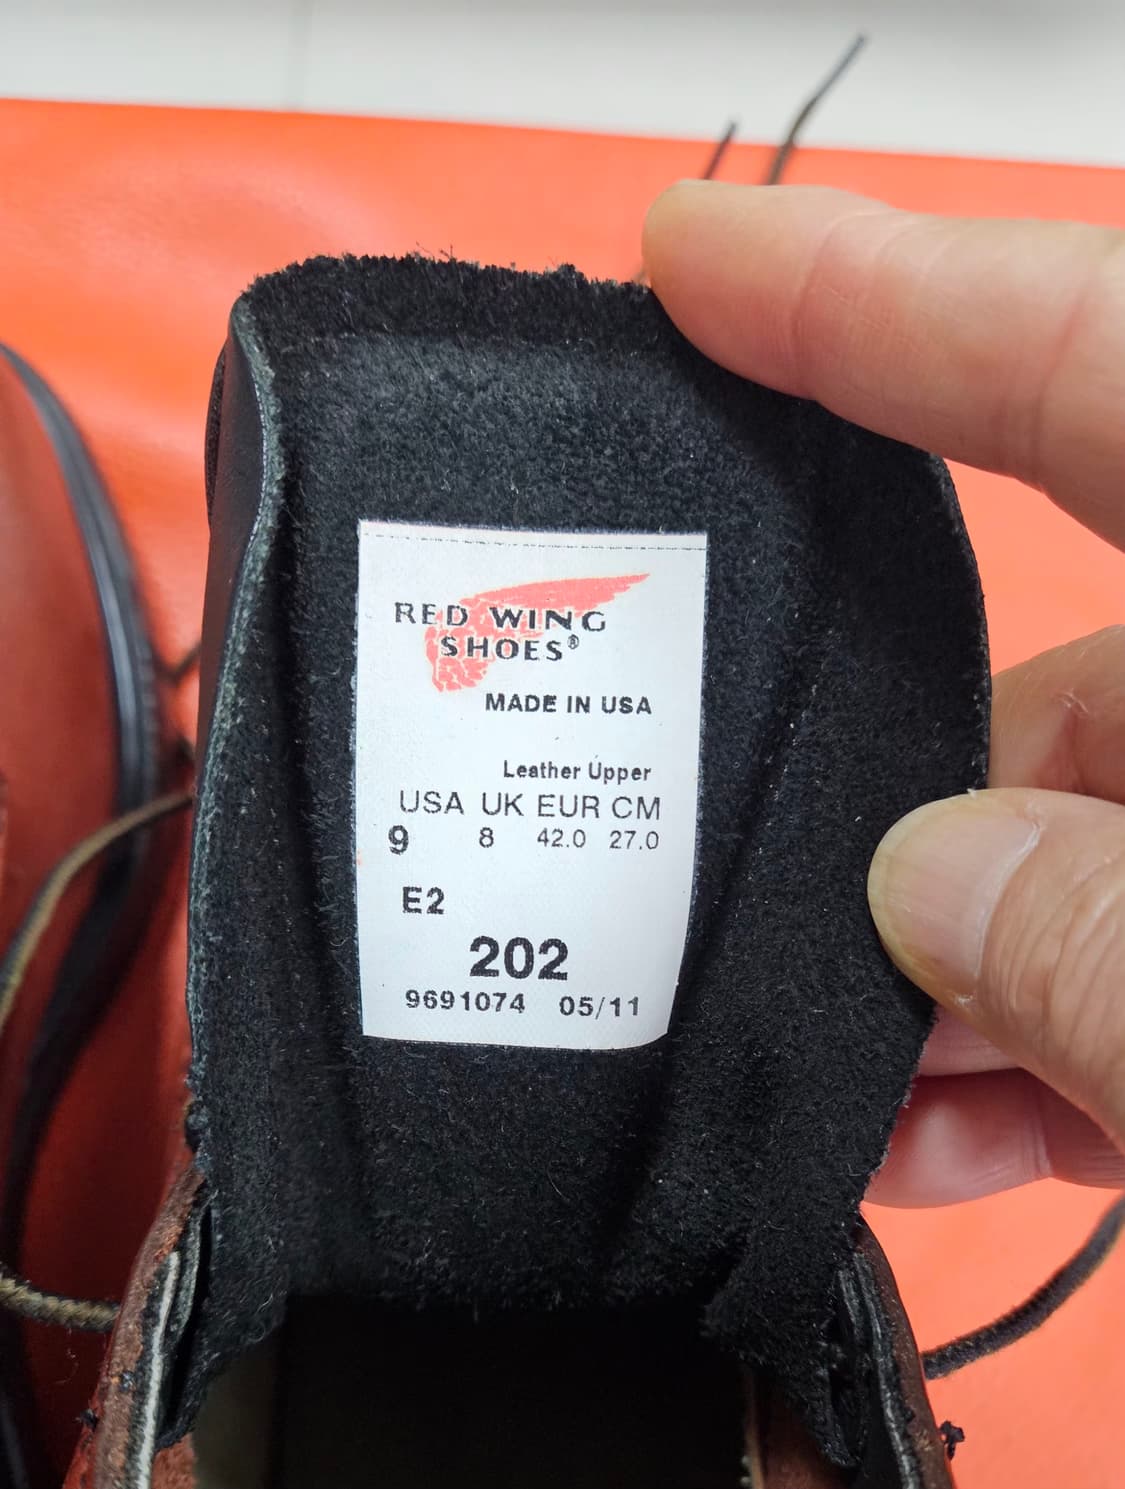 RED WING
SHOES®
MADE IN USA
Leather Upper
USA UK EUR CM
9 8 42.0 27.0
E2
202
9691074 05/11